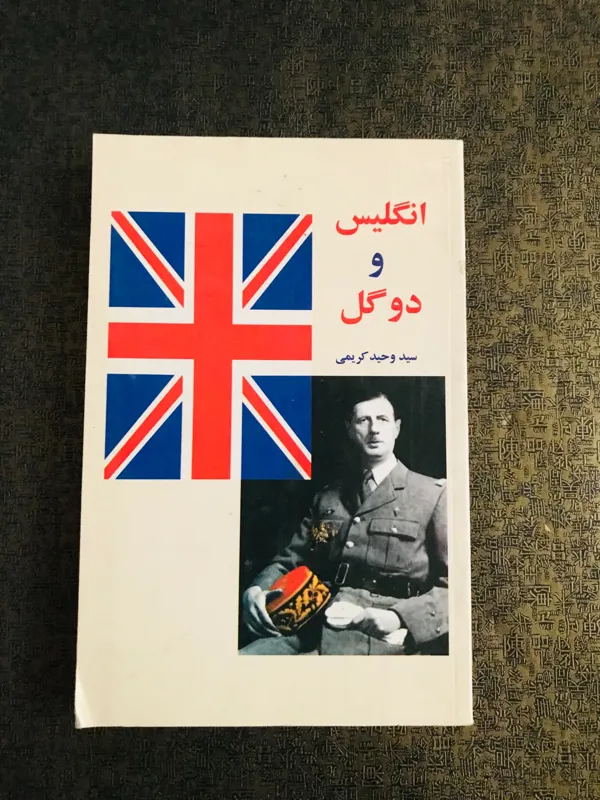 انگلیس
و
دوگل
سید وحید کریمی